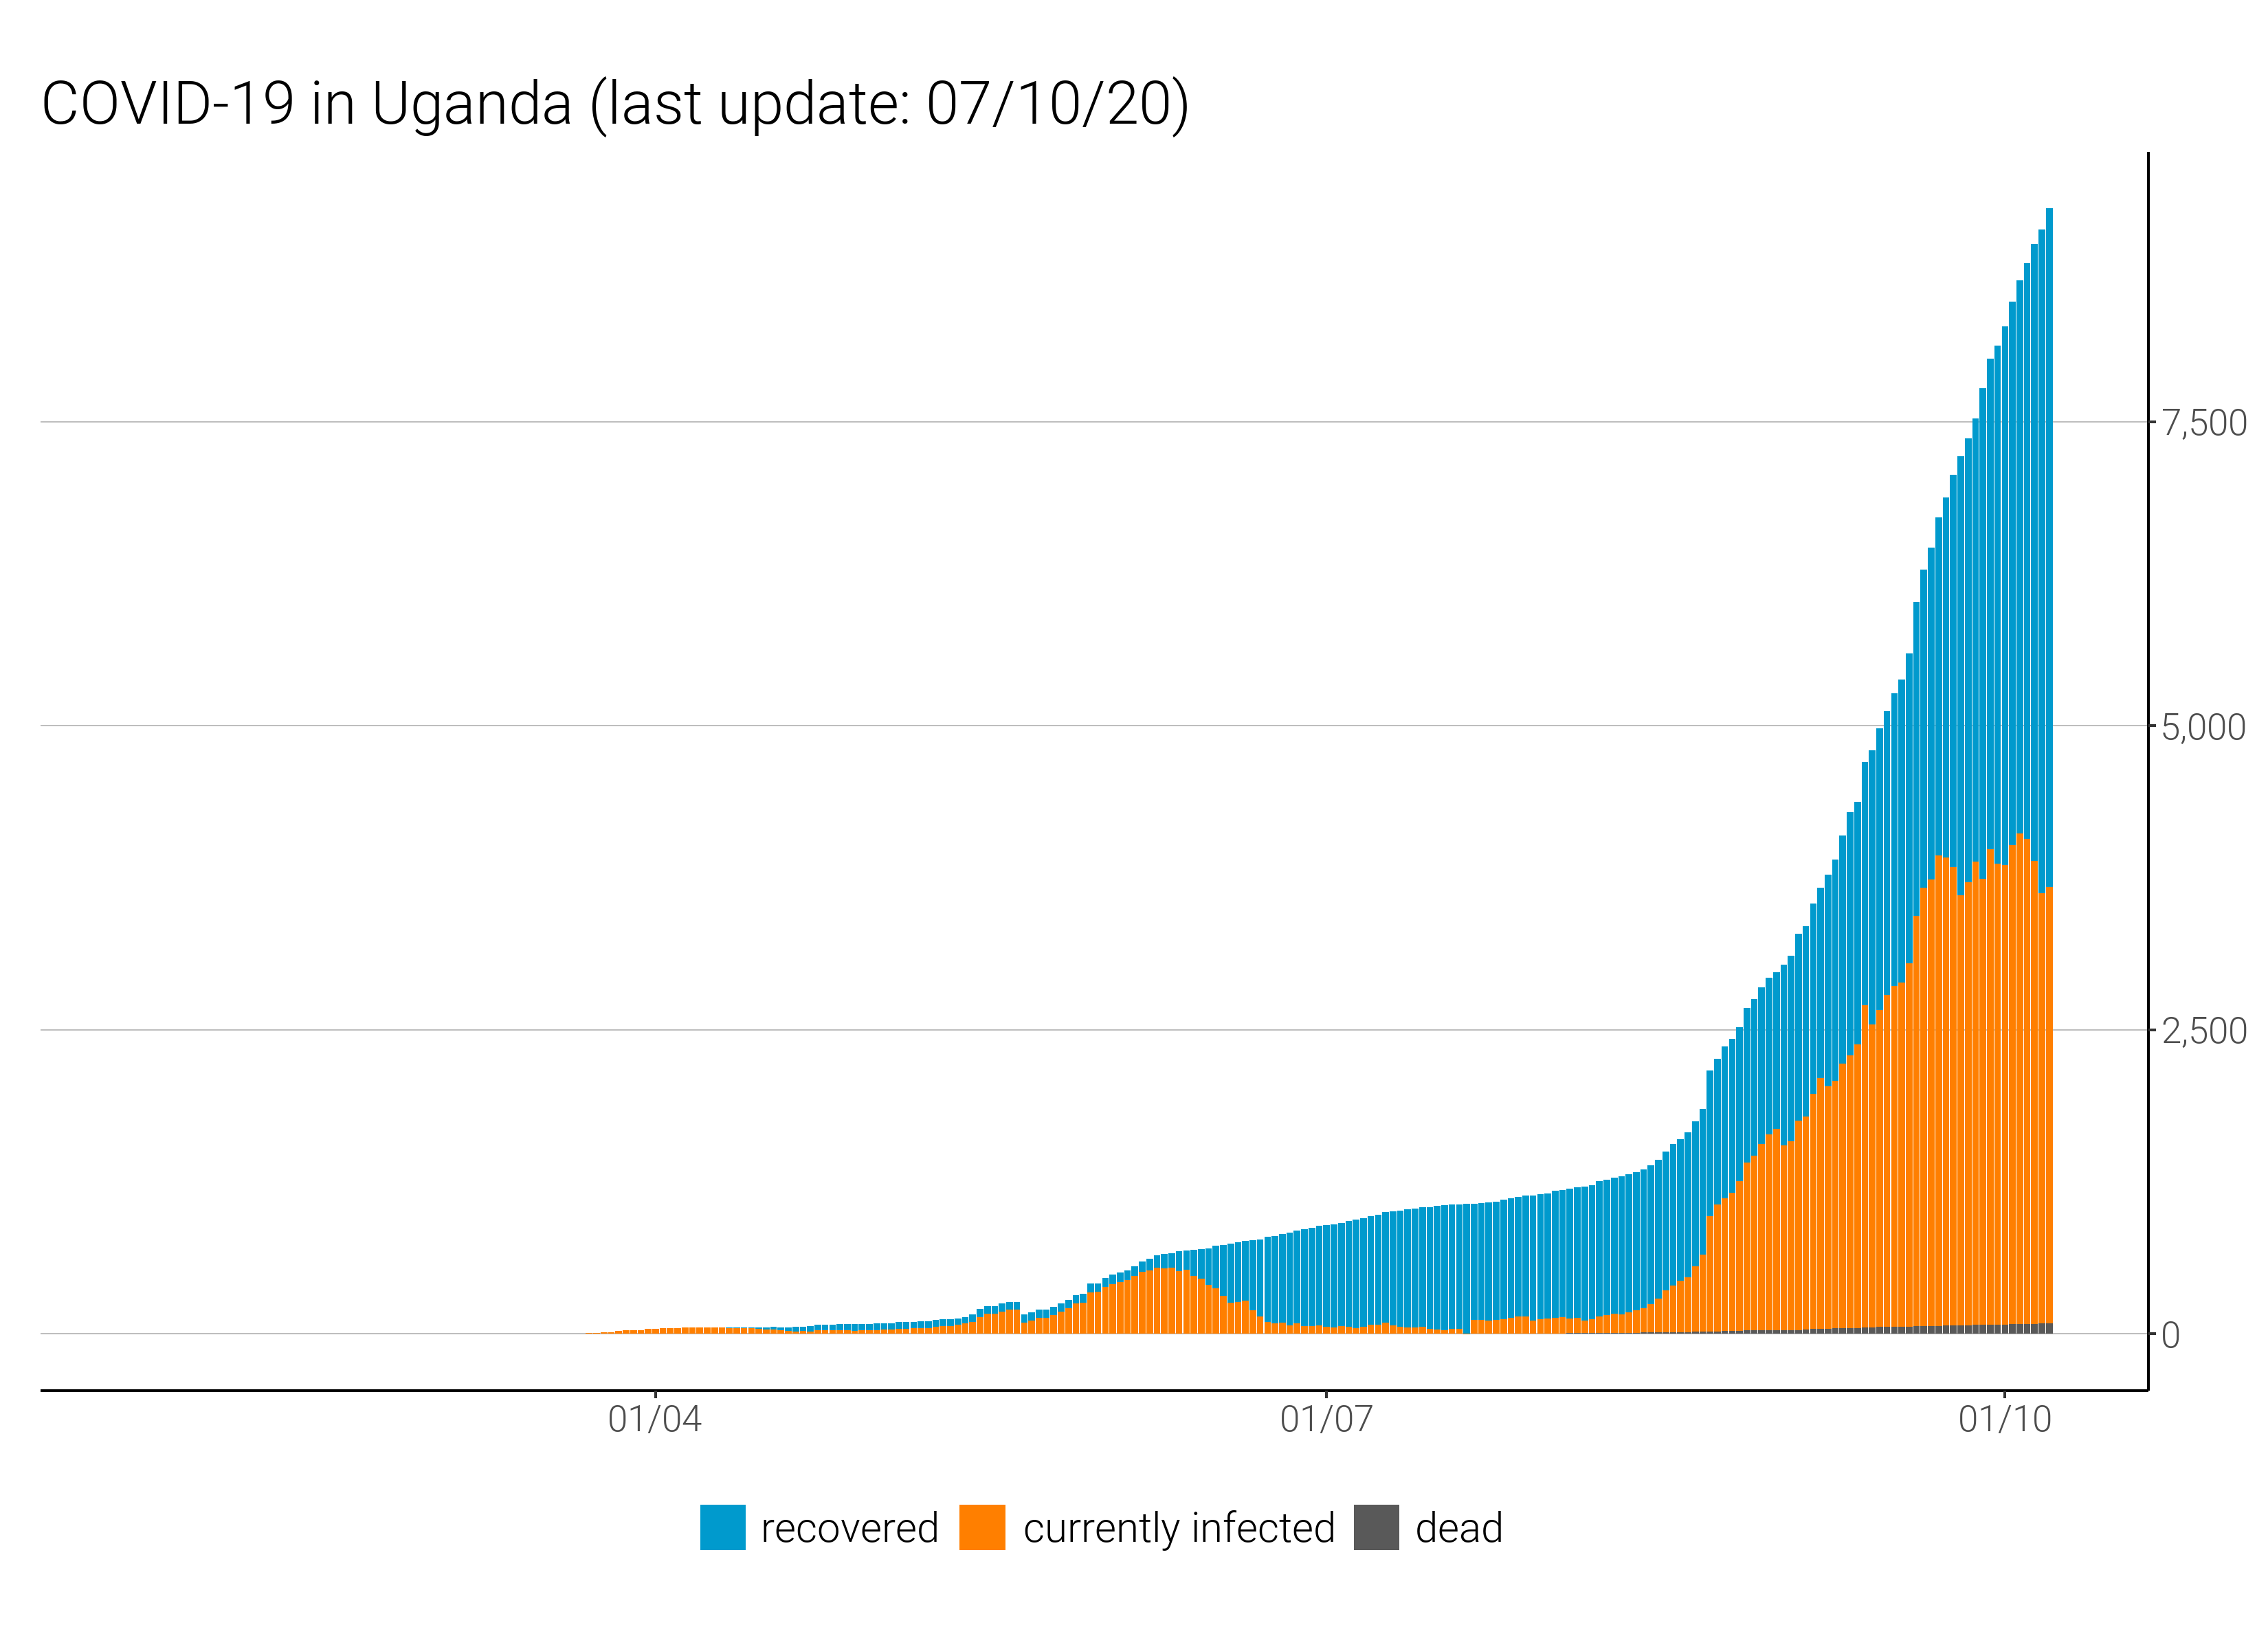 COVID-19 in Uganda (last update: 07/10/20)
7,500
5,000
2,500
0
01/04 01/07 01/10
recovered currently infected dead